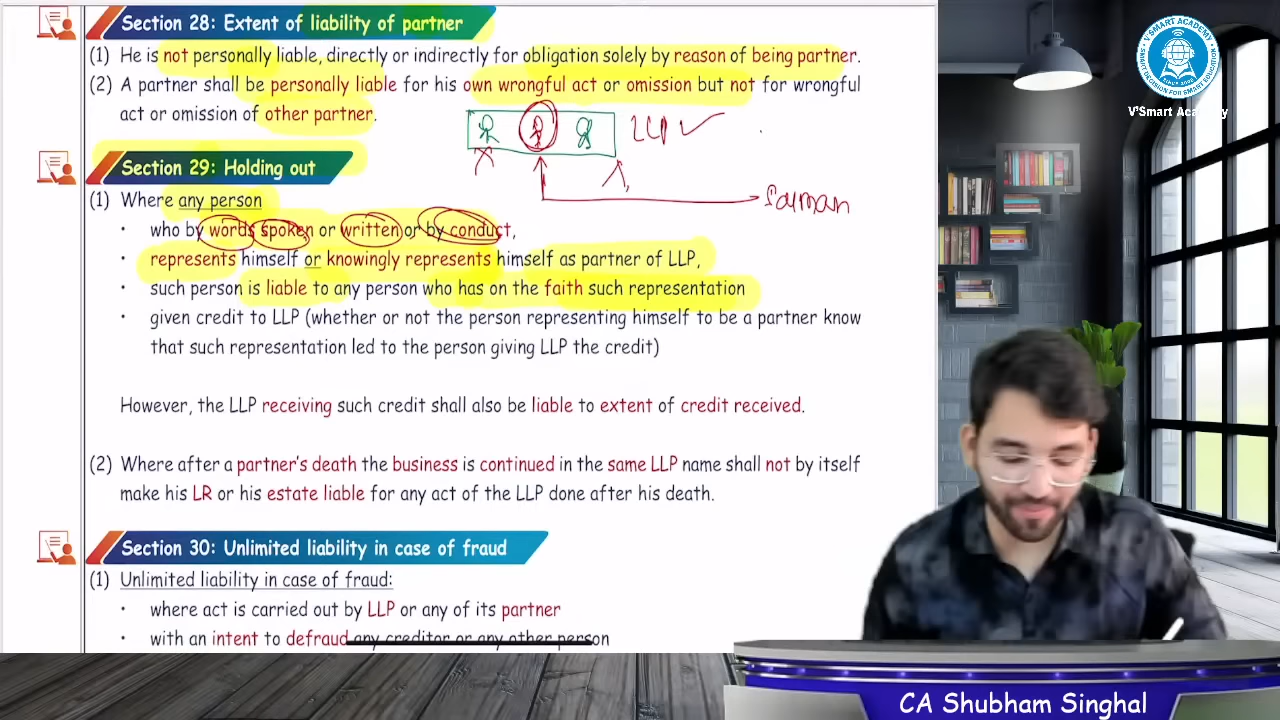 Section 28: Extent of liability of partner
(1) He is not personally liable, directly or indirectly for obligation solely by reason of being partner.
(2) A partner shall be personally liable for his own wrongful act or omission but not for wrongful
act or omission of other partner.
LLP ✓
Section 29: Holding out
(1) Where any person
• who by words spoken or written or by conduct,
• represents himself or knowingly represents himself as partner of LLP,
• such person is liable to any person who has on the faith such representation
• given credit to LLP (whether or not the person representing himself to be a partner know
that such representation led to the person giving LLP the credit)
However, the LLP receiving such credit shall also be liable to extent of credit received.
(2) Where after a partner's death the business is continued in the same LLP name shall not by itself
make his LR or his estate liable for any act of the LLP done after his death.
Section 30: Unlimited liability in case of fraud
(1) Unlimited liability in case of fraud:
• where act is carried out by LLP or any of its partner
• with an intent to defraud any creditor or any other person
V'SMART ACADEMY
SMART DECISION FOR SMART EDUCATION
V'Smart Academy
CA Shubham Singhal